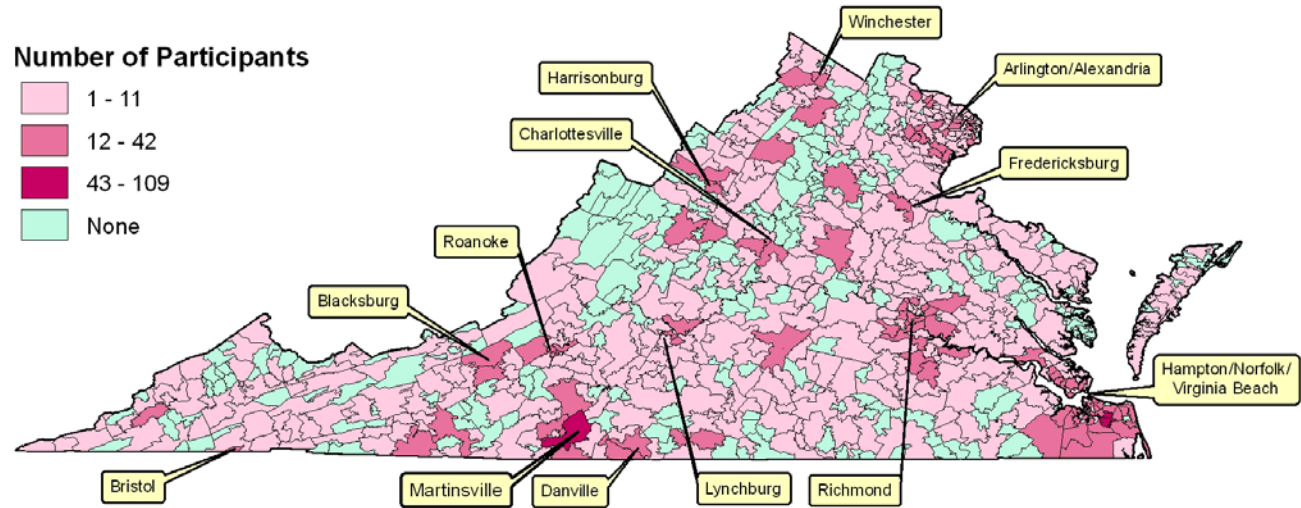 Number of Participants
1 - 11
12 - 42
43 - 109
None
Winchester
Harrisonburg
Arlington/Alexandria
Charlottesville
Fredericksburg
Roanoke
Blacksburg
Hampton/Norfolk/
Virginia Beach
Bristol
Martinsville
Danville
Lynchburg
Richmond